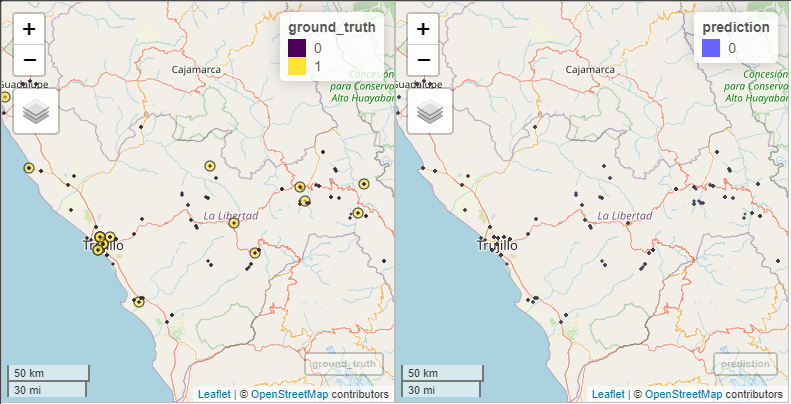 +
−
ground_truth
0
1
Cajamarca
Guadalupe
Concesión
para Conserva
Alto Huayaba
La Libertad
Trujillo
50 km
30 mi
ground_truth
Leaflet | © OpenStreetMap contributors
+
−
prediction
0
Cajamarca
Concesión
para Conserva
Alto Huayaban
La Libertad
Trujillo
50 km
30 mi
prediction
Leaflet | © OpenStreetMap contributors